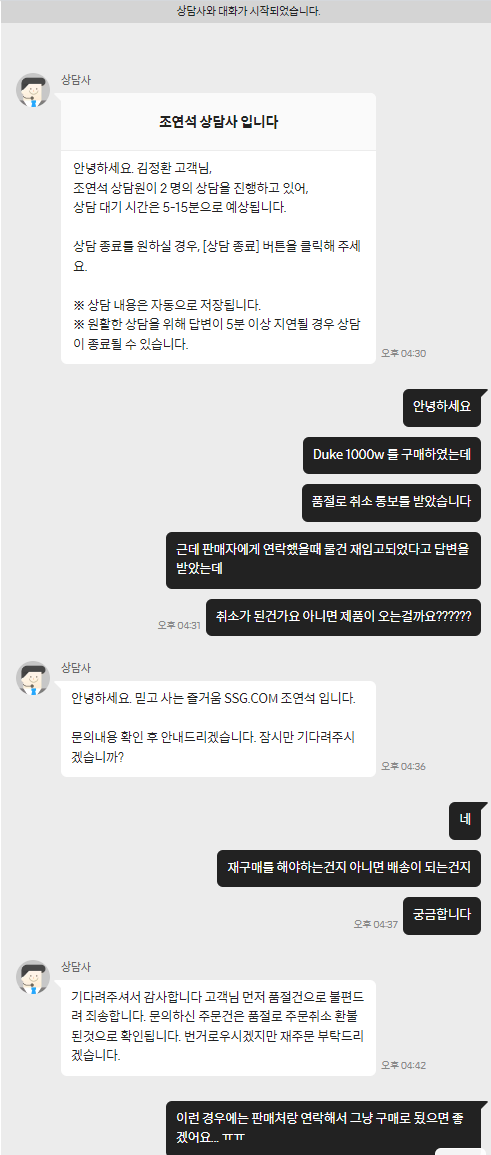 상담사와 대화가 시작되었습니다.
상담사
조연석 상담사 입니다
안녕하세요. 김정환 고객님,
조연석 상담원이 2 명의 상담을 진행하고 있어,
상담 대기 시간은 5-15분으로 예상됩니다.
상담 종료를 원하실 경우, [상담 종료] 버튼을 클릭해 주세
요.
※ 상담 내용은 자동으로 저장됩니다.
※ 원활한 상담을 위해 답변이 5분 이상 지연될 경우 상담
이 종료될 수 있습니다.
오후 04:30
안녕하세요
Duke 1000w 를 구매하였는데
품절로 취소 통보를 받았습니다
근데 판매자에게 연락했을때 물건 재입고되었다고 답변을
받았는데
취소가 된건가요 아니면 제품이 오는걸까요??????
오후 04:31
상담사
안녕하세요. 믿고 사는 즐거움 SSG.COM 조연석 입니다.
문의내용 확인 후 안내드리겠습니다. 잠시만 기다려주시
겠습니까?
오후 04:36
네
재구매를 해야하는건지 아니면 배송이 되는건지
궁금합니다
오후 04:37
상담사
기다려주셔서 감사합니다 고객님 먼저 품절건으로 불편드
려 죄송합니다. 문의하신 주문건은 품절로 주문취소 환불
된것으로 확인됩니다. 번거로우시겠지만 재주문 부탁드리
겠습니다.
오후 04:42
이런 경우에는 판매처랑 연락해서 그냥 구매로 됬으면 좋
겠어요... ㅠㅠ